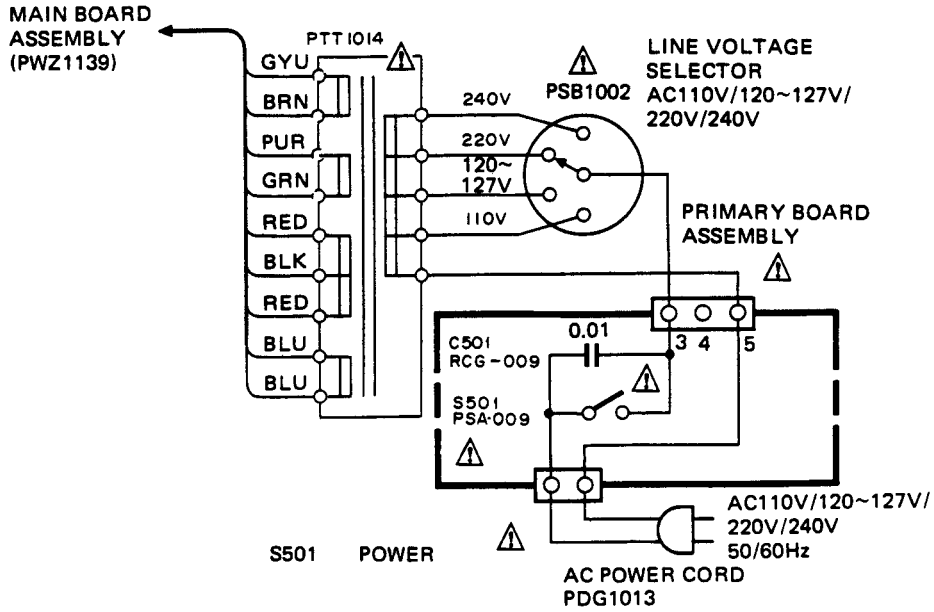 MAIN BOARD
ASSEMBLY
(PWZ1139)
PTT1014
GYU
BRN
PUR
GRN
RED
BLK
RED
BLU
BLU
240V
220V
120~
127V
110V
PSB1002
LINE VOLTAGE
SELECTOR
AC110V/120~127V/
220V/240V
PRIMARY BOARD
ASSEMBLY
3 4 5
0.01
C501
RCG-009
S501
PSA-009
AC110V/120~127V/
220V/240V
50/60Hz
S501 POWER
AC POWER CORD
PDG1013